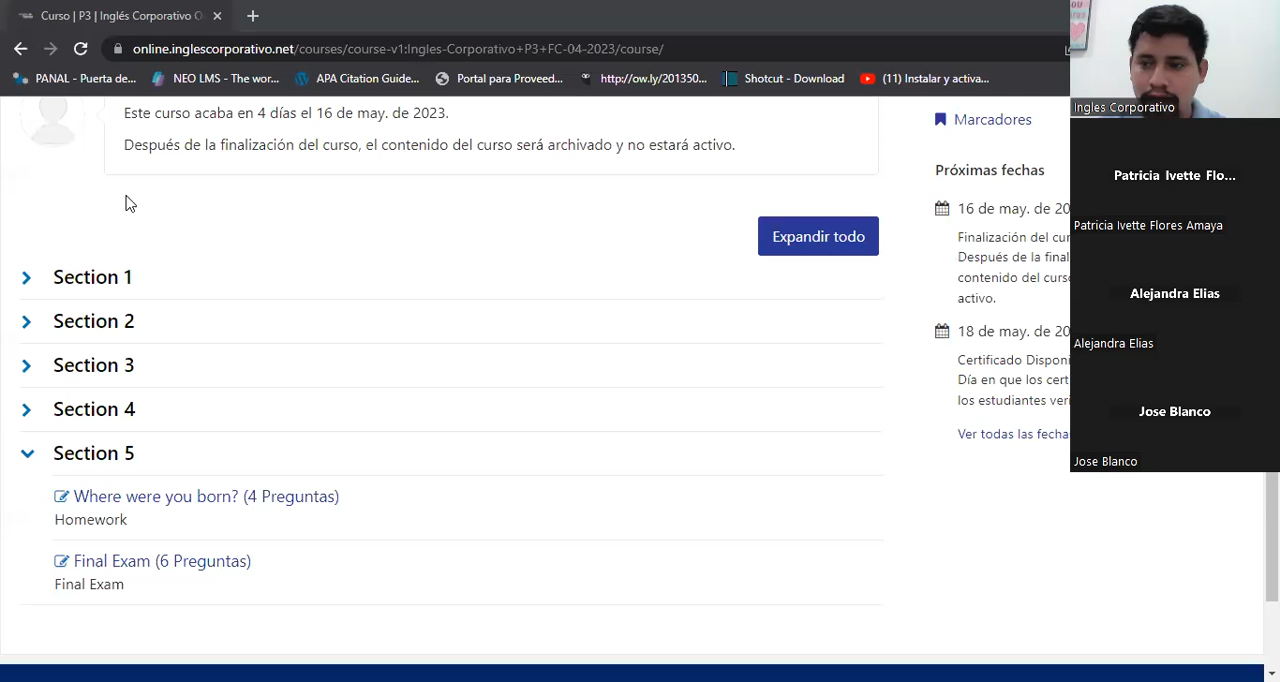 Curso | P3 | Inglés Corporativo O
online.inglescorporativo.net/courses/course-v1:Ingles-Corporativo+P3+FC-04-2023/course/
PANAL - Puerta de...
NEO LMS - The wor...
APA Citation Guide...
Portal para Proveed...
http://ow.ly/201350...
Shotcut - Download
(11) Instalar y activa...
Este curso acaba en 4 días el 16 de may. de 2023.
Después de la finalización del curso, el contenido del curso será archivado y no estará activo.
Expandir todo
Section 1
Section 2
Section 3
Section 4
Section 5
Where were you born? (4 Preguntas)
Homework
Final Exam (6 Preguntas)
Final Exam
Marcadores
Próximas fechas
16 de may. de 20
Finalización del cur
Después de la final
contenido del curso
activo.
18 de may. de 20
Certificado Disponi
Día en que los cert
los estudiantes veri
Ver todas las fecha
Ingles Corporativo
Patricia Ivette Flo...
Patricia Ivette Flores Amaya
Alejandra Elias
Alejandra Elias
Jose Blanco
Jose Blanco